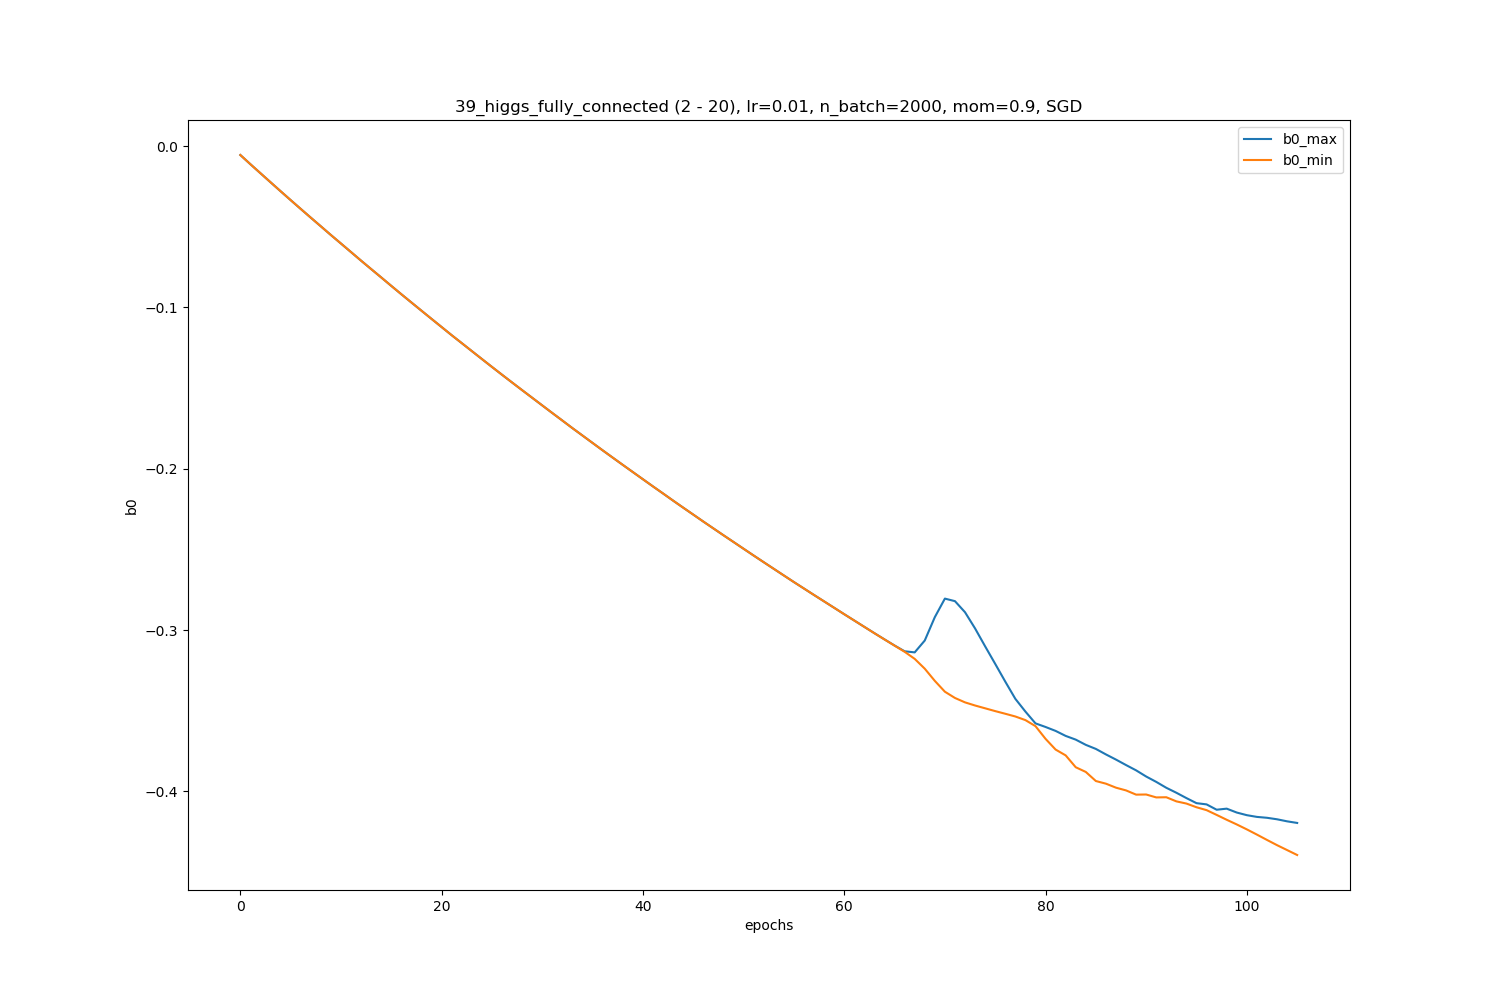 39_higgs_fully_connected (2 - 20), lr=0.01, n_batch=2000, mom=0.9, SGD
b0_max
b0_min
0.0
−0.1
−0.2
−0.3
−0.4
b0
0 20 40 60 80 100
epochs